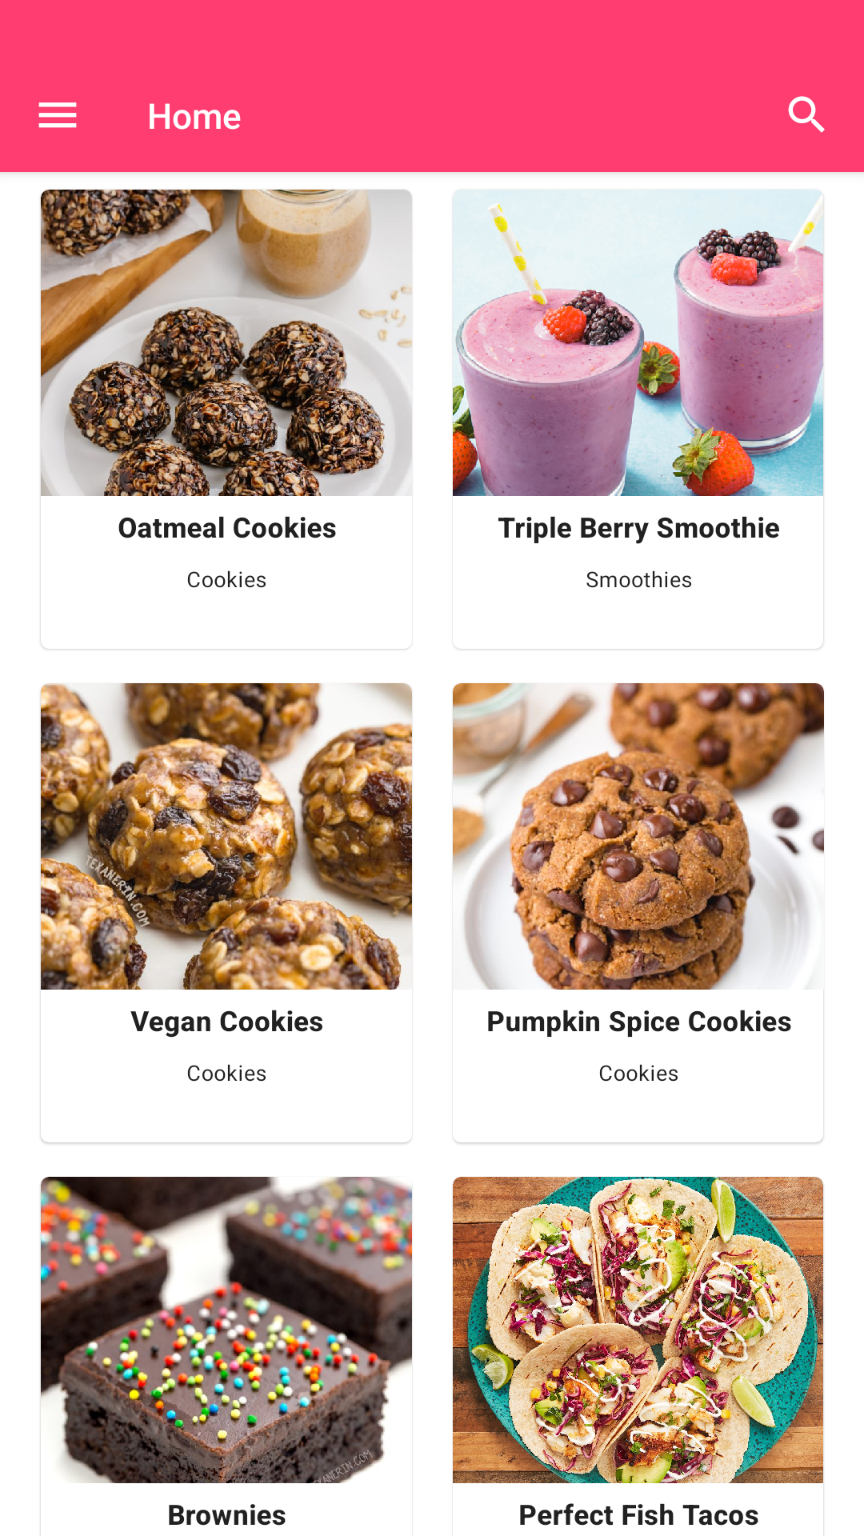 Home
Oatmeal Cookies
Cookies
Triple Berry Smoothie
Smoothies
TEXANERIN.COM
Vegan Cookies
Cookies
Pumpkin Spice Cookies
Cookies
TEXANERIN.COM
Brownies
Perfect Fish Tacos